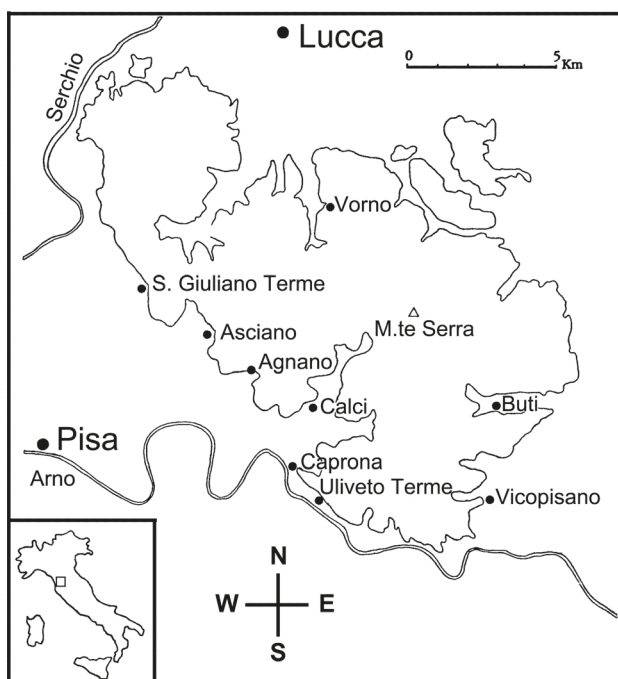 Lucca
5
0
Km
Serchio
Vorno
S. Giuliano Terme
M.te Serra
Asciano
Agnano
Calci
Buti
Pisa
Caprona
Arno
Uliveto Terme
Vicopisano
N
W
E
S